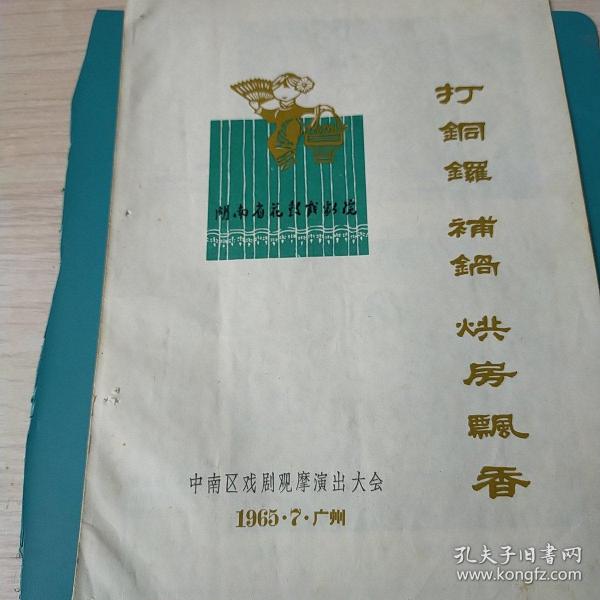 打銅鑼 補鍋 烘房飄香
湖南省花鼓戏剧院
中南区戏剧观摩演出大会
1965·7·广州
孔夫子旧书网
www.kongfz.com